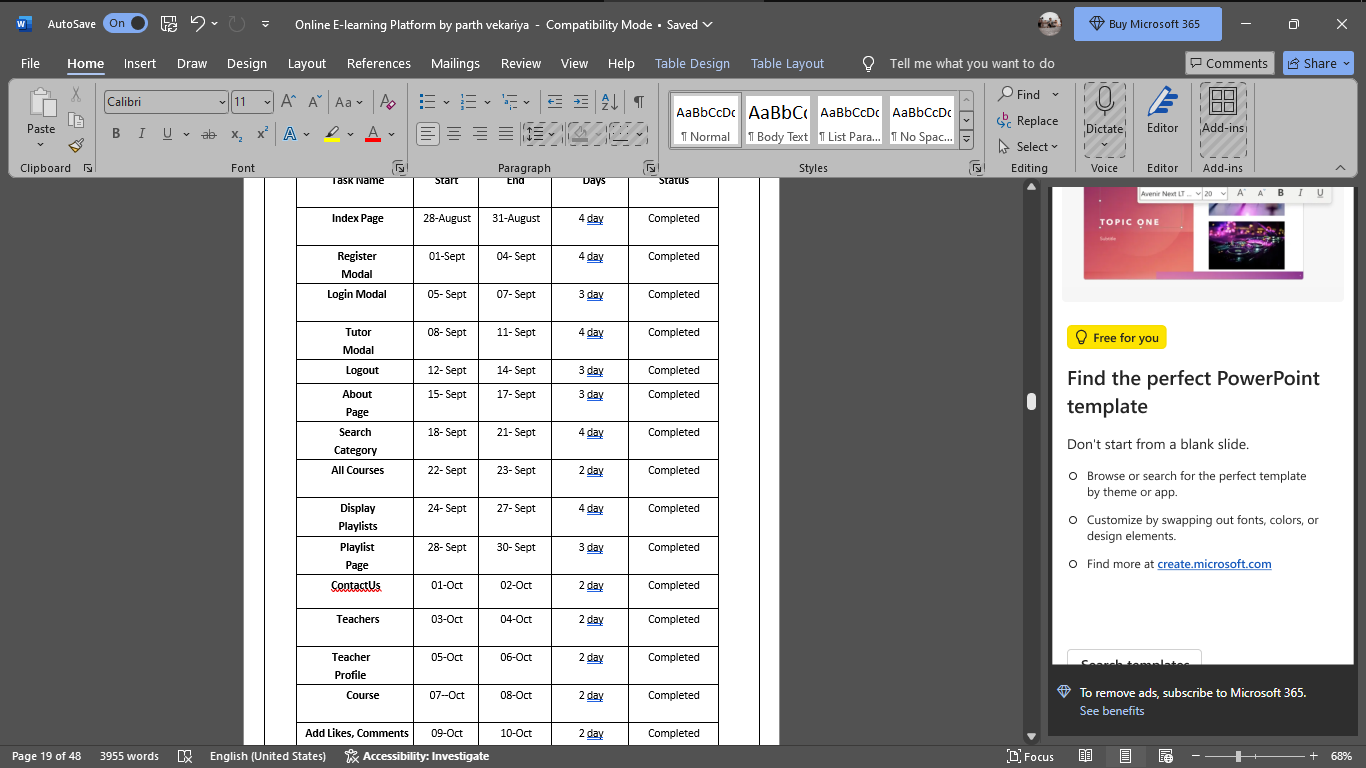 AutoSave On Online E-learning Platform by parth vekariya - Compatibility Mode • Saved Buy Microsoft 365
File Home Insert Draw Design Layout References Mailings Review View Help Table Design Table Layout Tell me what you want to do Comments Share
Paste
Clipboard
Calibri 11 A A Aa A
B I U ab x₂ x² A A
Font
Paragraph
AaBbCcDc AaBbCc AaBbCcDc AaBbCcDc
¶ Normal ¶ Body Text ¶ List Para... ¶ No Spac...
Styles
Find
Replace
Select
Editing
Dictate
Voice
Editor
Editor
Add-ins
Add-ins
Task Name Start End Days Status
Index Page 28-August 31-August 4 day Completed
Register 01-Sept 04- Sept 4 day Completed
Modal
Login Modal 05- Sept 07- Sept 3 day Completed
Tutor 08- Sept 11- Sept 4 day Completed
Modal
Logout 12- Sept 14- Sept 3 day Completed
About 15- Sept 17- Sept 3 day Completed
Page
Search 18- Sept 21- Sept 4 day Completed
Category
All Courses 22- Sept 23- Sept 2 day Completed
Display 24- Sept 27- Sept 4 day Completed
Playlists
Playlist 28- Sept 30- Sept 3 day Completed
Page
ContactUs 01-Oct 02-Oct 2 day Completed
Teachers 03-Oct 04-Oct 2 day Completed
Teacher 05-Oct 06-Oct 2 day Completed
Profile
Course 07--Oct 08-Oct 2 day Completed
Add Likes, Comments 09-Oct 10-Oct 2 day Completed
Avenir Next LT ... 20 A A B I U
TOPIC ONE
Subtitle
Free for you
Find the perfect PowerPoint
template
Don't start from a blank slide.
Browse or search for the perfect template
by theme or app.
Customize by swapping out fonts, colors, or
design elements.
Find more at create.microsoft.com
Search templates
To remove ads, subscribe to Microsoft 365.
See benefits
Page 19 of 48 3955 words English (United States) Accessibility: Investigate Focus 68%